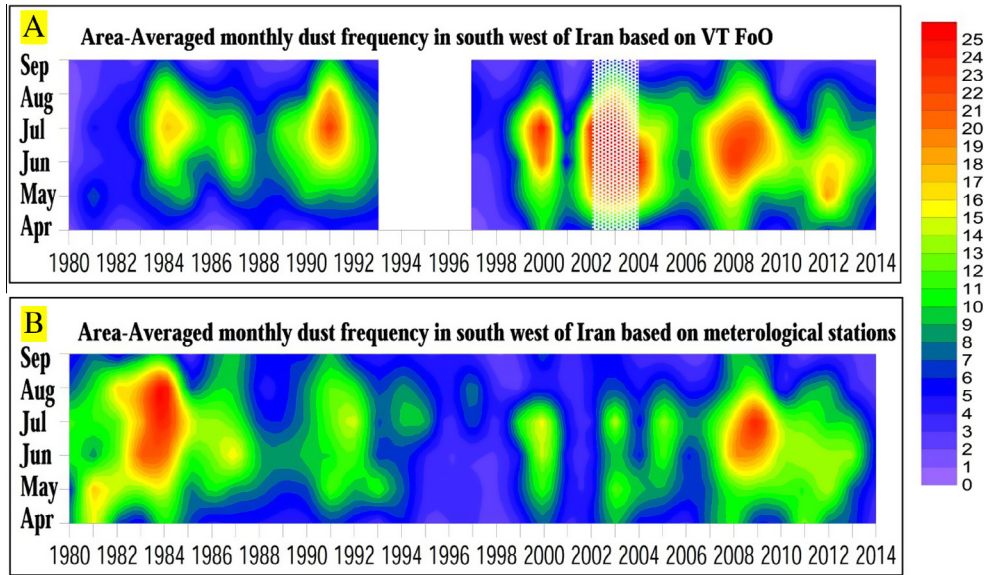 A
Area-Averaged monthly dust frequency in south west of Iran based on VT FoO
Sep
Aug
Jul
Jun
May
Apr
1980 1982 1984 1986 1988 1990 1992 1994 1996 1998 2000 2002 2004 2006 2008 2010 2012 2014
B
Area-Averaged monthly dust frequency in south west of Iran based on meterological stations
Sep
Aug
Jul
Jun
May
Apr
1980 1982 1984 1986 1988 1990 1992 1994 1996 1998 2000 2002 2004 2006 2008 2010 2012 2014
25
24
23
22
21
20
19
18
17
16
15
14
13
12
11
10
9
8
7
6
5
4
3
2
1
0